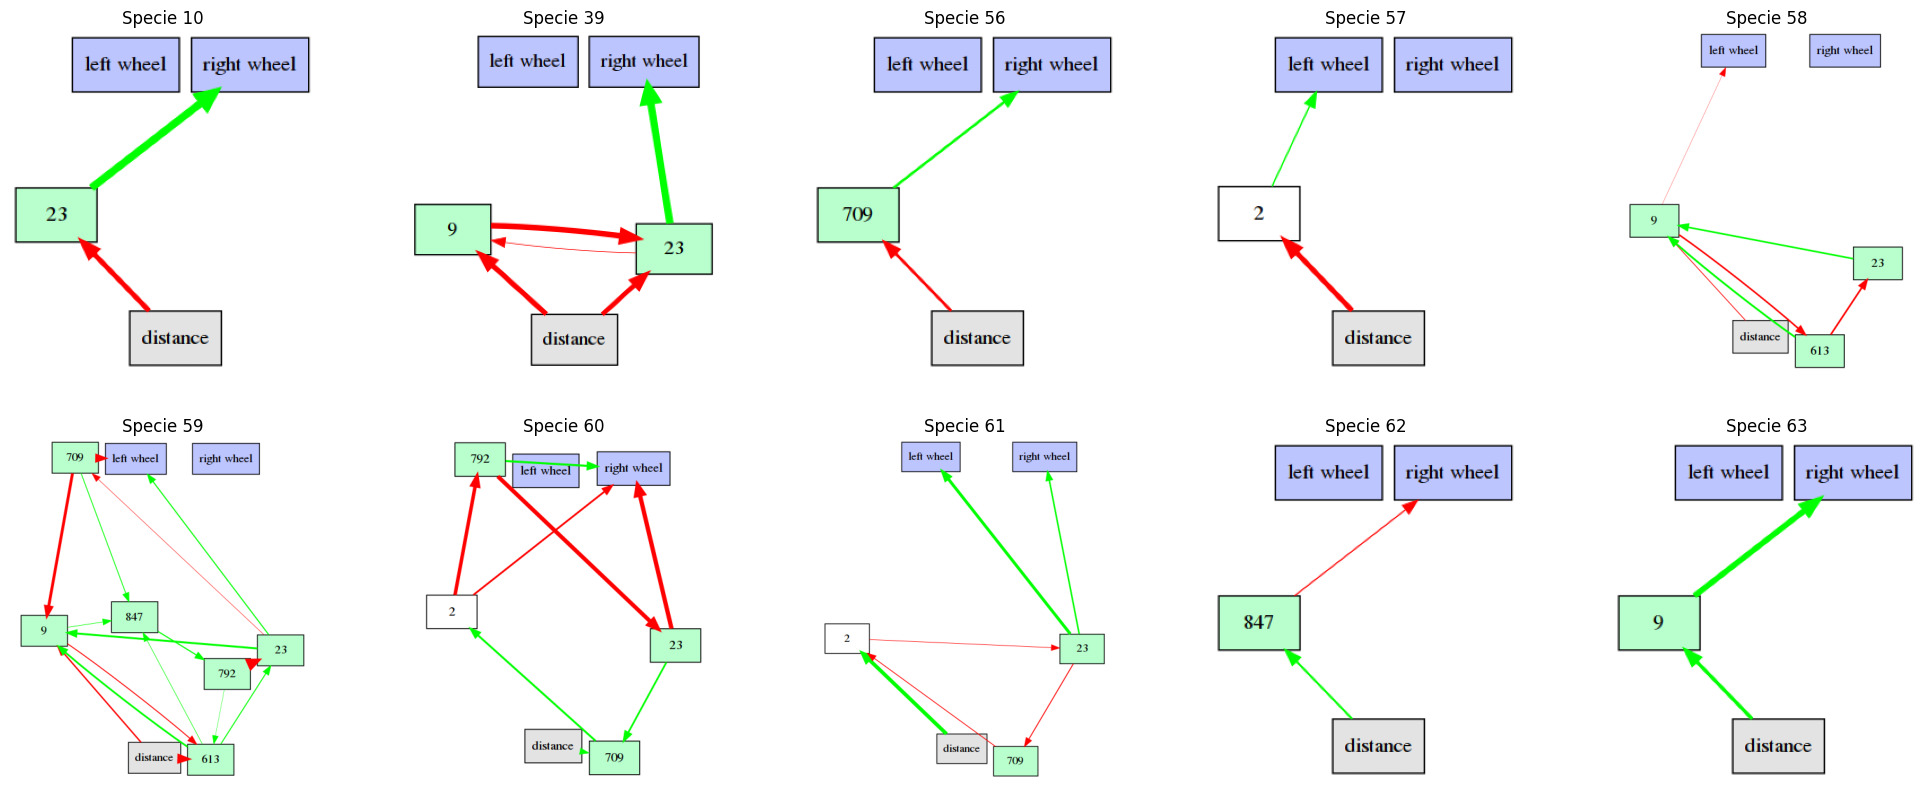 Specie 10
left wheel
right wheel
23
distance
Specie 39
left wheel
right wheel
9
23
distance
Specie 56
left wheel
right wheel
709
distance
Specie 57
left wheel
right wheel
2
distance
Specie 58
left wheel
right wheel
9
23
distance
613
Specie 59
709
left wheel
right wheel
847
9
23
792
distance
613
Specie 60
792
left wheel
right wheel
2
23
distance
709
Specie 61
left wheel
right wheel
2
23
distance
709
Specie 62
left wheel
right wheel
847
distance
Specie 63
left wheel
right wheel
9
distance